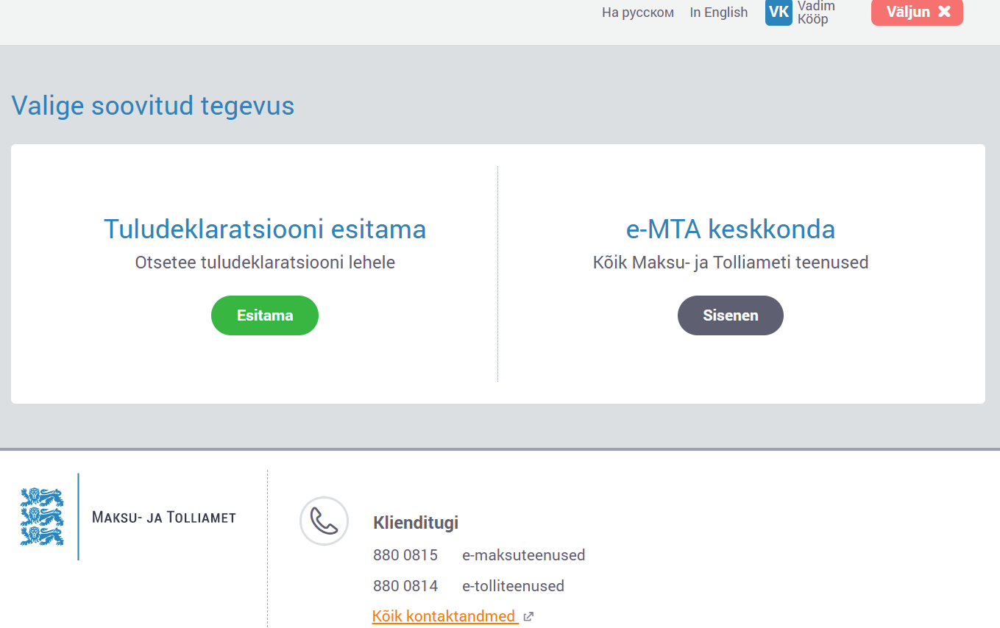 На русском In English VK Vadim Kööp Väljun
Valige soovitud tegevus
Tuludeklaratsiooni esitama
Otsetee tuludeklaratsiooni lehele
Esitama
e-MTA keskkonda
Kõik Maksu- ja Tolliameti teenused
Sisenen
Maksu- ja Tolliamet
Klienditugi
880 0815 e-maksuteenused
880 0814 e-tolliteenused
Kõik kontaktandmed